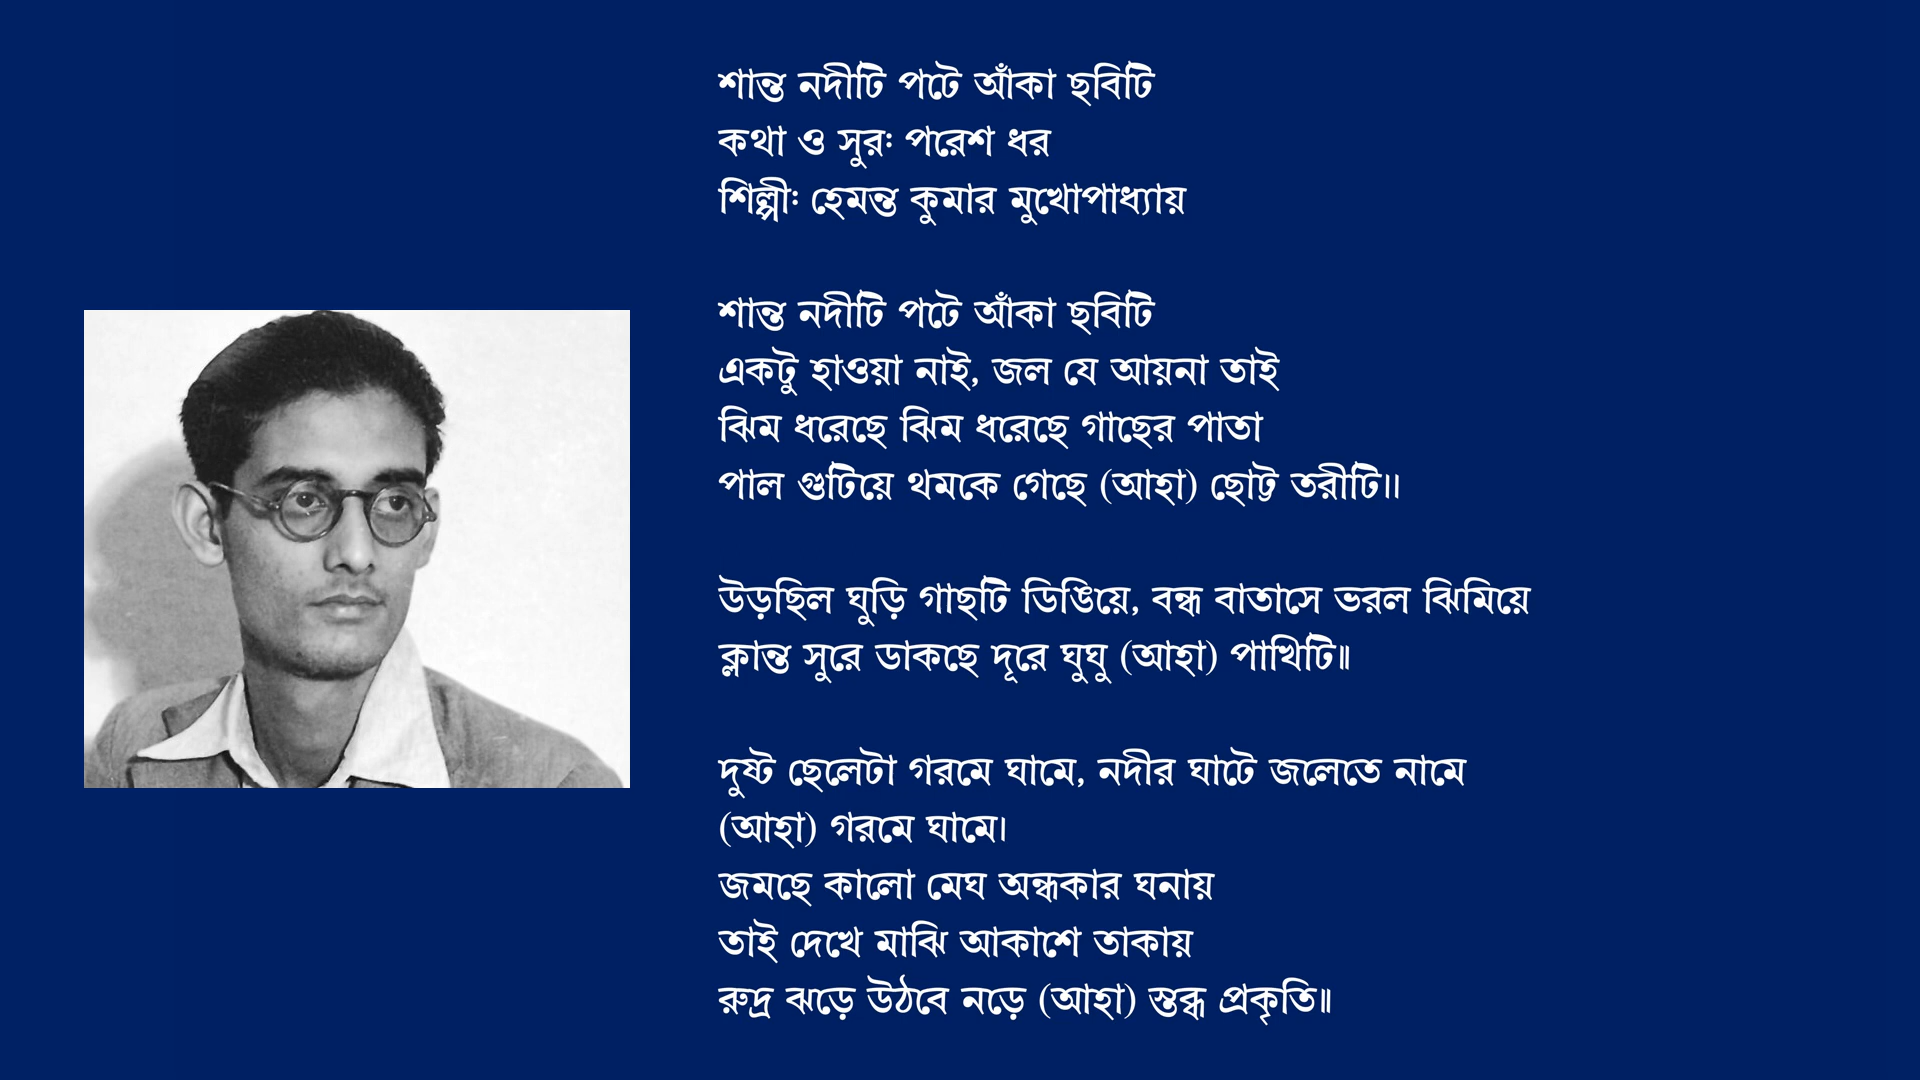 শান্ত নদীটি পটে আঁকা ছবিটি
কথা ও সুরঃ পরেশ ধর
শিল্পীঃ হেমন্ত কুমার মুখোপাধ্যায়
শান্ত নদীটি পটে আঁকা ছবিটি
একটু হাওয়া নাই, জল যে আয়না তাই
ঝিম ধরেছে ঝিম ধরেছে গাছের পাতা
পাল গুটিয়ে থমকে গেছে (আহা) ছোট্ট তরীটি।।
উড়ছিল ঘুড়ি গাছটি ডিঙিয়ে, বন্ধ বাতাসে ভরল ঝিমিয়ে
ক্লান্ত সুরে ডাকছে দূরে ঘুঘু (আহা) পাখিটি॥
দুষ্ট ছেলেটা গরমে ঘামে, নদীর ঘাটে জলেতে নামে
(আহা) গরমে ঘামে।
জমছে কালো মেঘ অন্ধকার ঘনায়
তাই দেখে মাঝি আকাশে তাকায়
রুদ্র ঝড়ে উঠবে নড়ে (আহা) স্তব্ধ প্রকৃতি॥